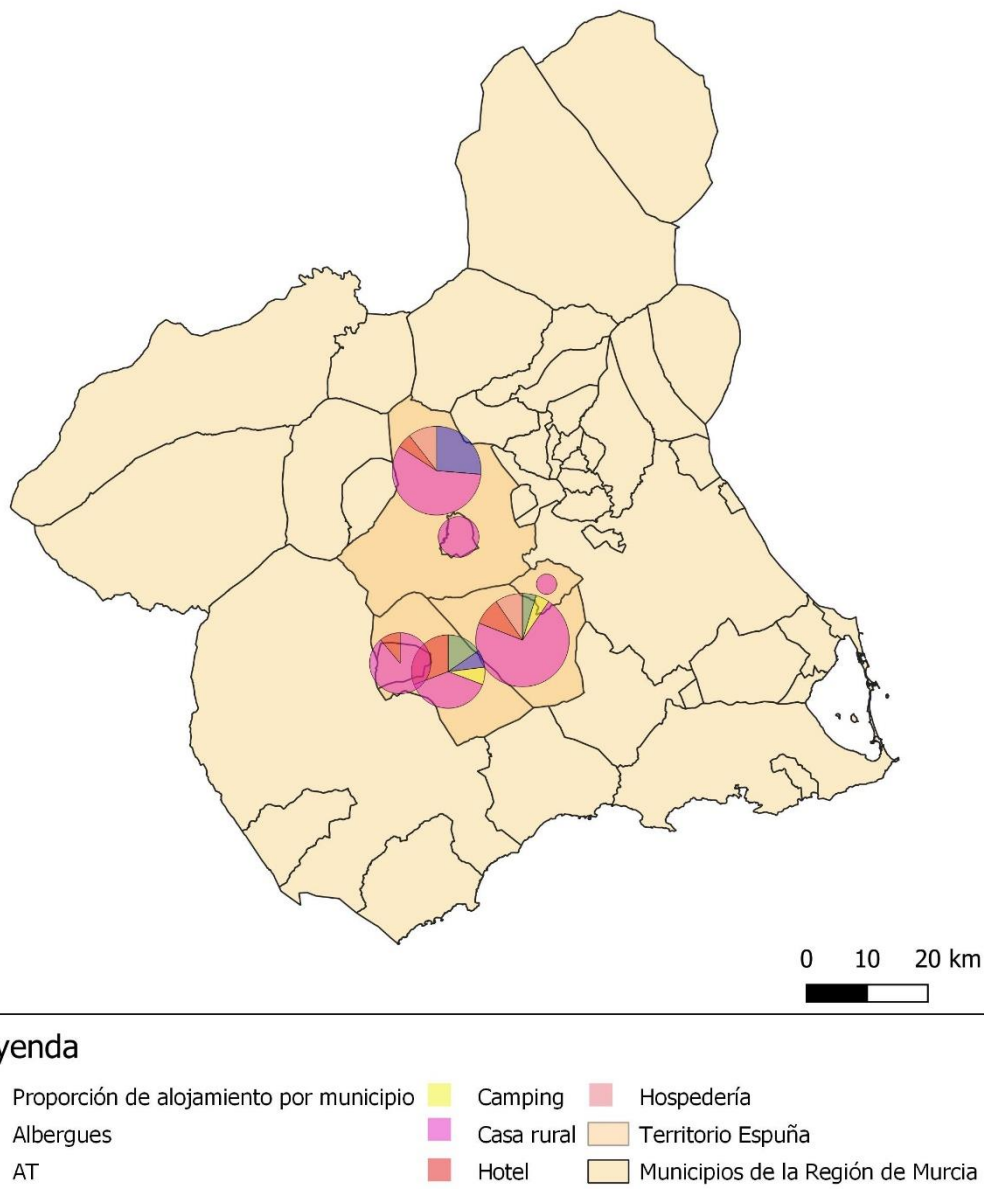 0 10 20 km
yenda
Proporción de alojamiento por municipio Camping Hospedería
Albergues Casa rural Territorio Espuña
AT Hotel Municipios de la Región de Murcia